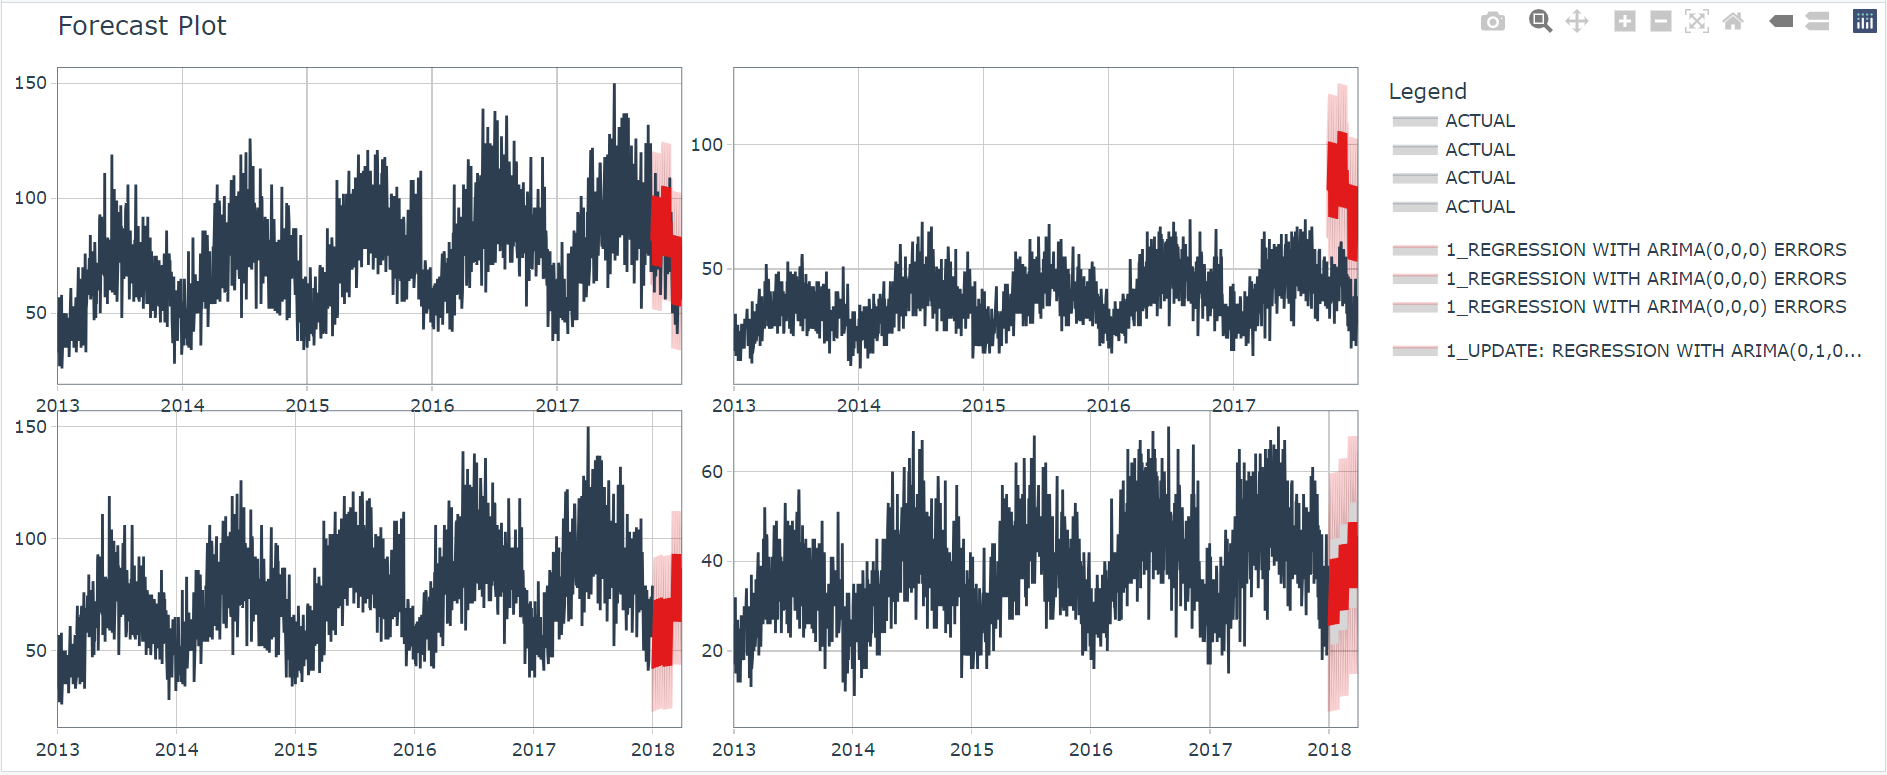 Forecast Plot
150
100
50
2013 2014 2015 2016 2017
100
50
2013 2014 2015 2016 2017
150
100
50
2013 2014 2015 2016 2017 2018
60
40
20
2013 2014 2015 2016 2017 2018
Legend
ACTUAL
ACTUAL
ACTUAL
ACTUAL
1_REGRESSION WITH ARIMA(0,0,0) ERRORS
1_REGRESSION WITH ARIMA(0,0,0) ERRORS
1_REGRESSION WITH ARIMA(0,0,0) ERRORS
1_UPDATE: REGRESSION WITH ARIMA(0,1,0...